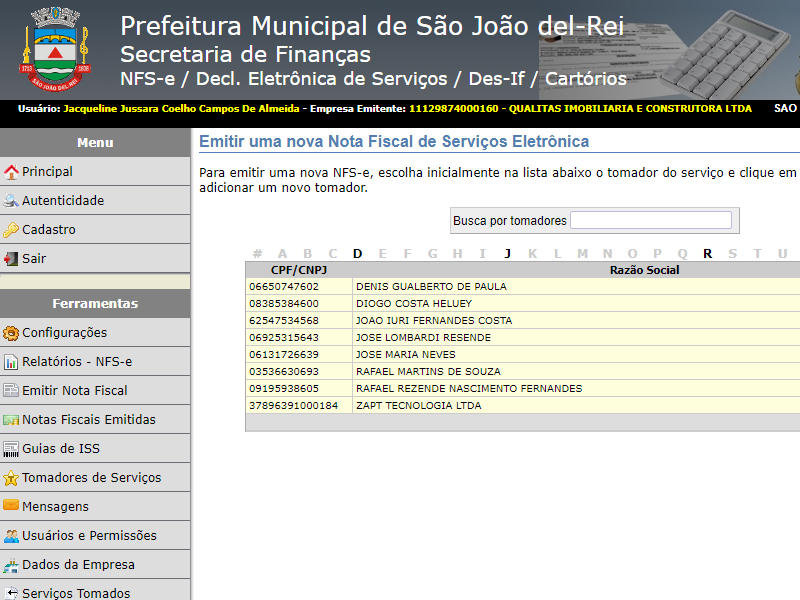 Prefeitura Municipal de São João del-Rei
Secretaria de Finanças
NFS-e / Decl. Eletrônica de Serviços / Des-If / Cartórios
Usuário: Jacqueline Jussara Coelho Campos De Almeida - Empresa Emitente: 11129874000160 - QUALITAS IMOBILIARIA E CONSTRUTORA LTDA SAO
Menu
Principal
Autenticidade
Cadastro
Sair
Ferramentas
Configurações
Relatórios - NFS-e
Emitir Nota Fiscal
Notas Fiscais Emitidas
Guias de ISS
Tomadores de Serviços
Mensagens
Usuários e Permissões
Dados da Empresa
Serviços Tomados
Emitir uma nova Nota Fiscal de Serviços Eletrônica
Para emitir uma nova NFS-e, escolha inicialmente na lista abaixo o tomador do serviço e clique em
adicionar um novo tomador.
Busca por tomadores
# A B C D E F G H I J K L M N O P Q R S T U
CPF/CNPJ Razão Social
06650747602 DENIS GUALBERTO DE PAULA
08385384600 DIOGO COSTA HELUEY
62547534568 JOAO IURI FERNANDES COSTA
06925315643 JOSE LOMBARDI RESENDE
06131726639 JOSE MARIA NEVES
03536630693 RAFAEL MARTINS DE SOUZA
09195938605 RAFAEL REZENDE NASCIMENTO FERNANDES
37896391000184 ZAPT TECNOLOGIA LTDA